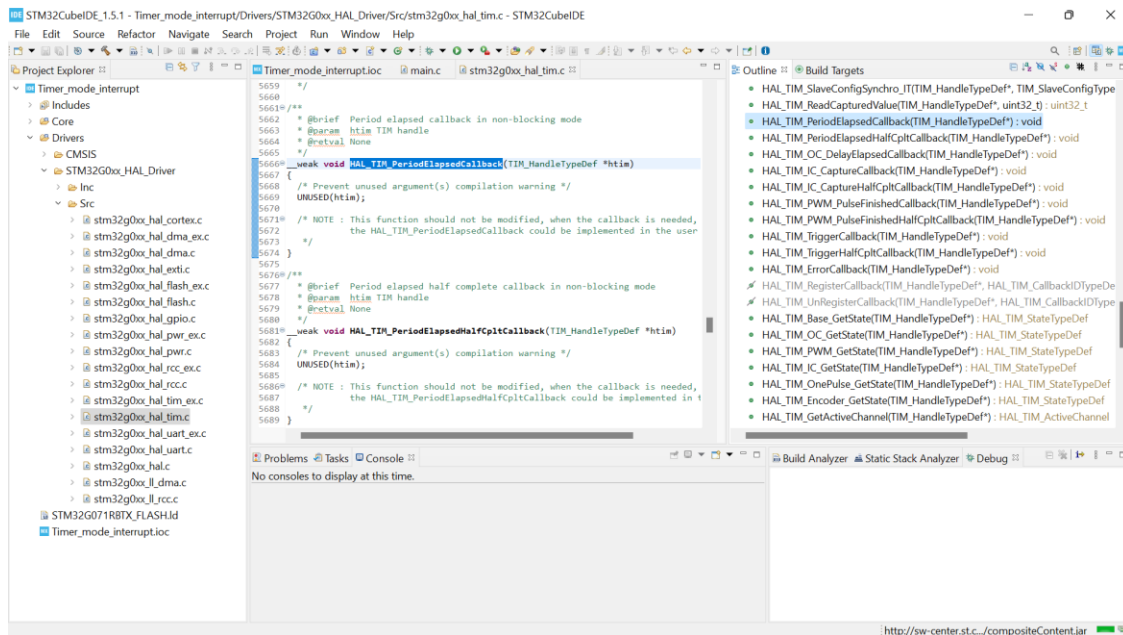 IDE STM32CubeIDE_1.5.1 - Timer_mode_interrupt/Drivers/STM32G0xx_HAL_Driver/Src/stm32g0xx_hal_tim.c - STM32CubeIDE
File Edit Source Refactor Navigate Search Project Run Window Help
Project Explorer
Timer_mode_interrupt
Includes
Core
Drivers
CMSIS
STM32G0xx_HAL_Driver
Inc
Src
stm32g0xx_hal_cortex.c
stm32g0xx_hal_dma_ex.c
stm32g0xx_hal_dma.c
stm32g0xx_hal_exti.c
stm32g0xx_hal_flash_ex.c
stm32g0xx_hal_flash.c
stm32g0xx_hal_gpio.c
stm32g0xx_hal_pwr_ex.c
stm32g0xx_hal_pwr.c
stm32g0xx_hal_rcc_ex.c
stm32g0xx_hal_rcc.c
stm32g0xx_hal_tim_ex.c
stm32g0xx_hal_tim.c
stm32g0xx_hal_uart_ex.c
stm32g0xx_hal_uart.c
stm32g0xx_hal.c
stm32g0xx_ll_dma.c
stm32g0xx_ll_rcc.c
STM32G071RBTX_FLASH.ld
Timer_mode_interrupt.ioc
Timer_mode_interrupt.ioc main.c stm32g0xx_hal_tim.c
5659 */
5660
5661 /**
5662 * @brief Period elapsed callback in non-blocking mode
5663 * @param htim TIM handle
5664 * @retval None
5665 */
5666 __weak void HAL_TIM_PeriodElapsedCallback(TIM_HandleTypeDef *htim)
5667 {
5668 /* Prevent unused argument(s) compilation warning */
5669 UNUSED(htim);
5670
5671 /* NOTE : This function should not be modified, when the callback is needed,
5672 the HAL_TIM_PeriodElapsedCallback could be implemented in the user
5673 */
5674 }
5675
5676 /**
5677 * @brief Period elapsed half complete callback in non-blocking mode
5678 * @param htim TIM handle
5679 * @retval None
5680 */
5681 __weak void HAL_TIM_PeriodElapsedHalfCpltCallback(TIM_HandleTypeDef *htim)
5682 {
5683 /* Prevent unused argument(s) compilation warning */
5684 UNUSED(htim);
5685
5686 /* NOTE : This function should not be modified, when the callback is needed,
5687 the HAL_TIM_PeriodElapsedHalfCpltCallback could be implemented in t
5688 */
5689 }
Outline Build Targets
HAL_TIM_SlaveConfigSynchro_IT(TIM_HandleTypeDef*, TIM_SlaveConfigType
HAL_TIM_ReadCapturedValue(TIM_HandleTypeDef*, uint32_t) : uint32_t
HAL_TIM_PeriodElapsedCallback(TIM_HandleTypeDef*) : void
HAL_TIM_PeriodElapsedHalfCpltCallback(TIM_HandleTypeDef*) : void
HAL_TIM_OC_DelayElapsedCallback(TIM_HandleTypeDef*) : void
HAL_TIM_IC_CaptureCallback(TIM_HandleTypeDef*) : void
HAL_TIM_IC_CaptureHalfCpltCallback(TIM_HandleTypeDef*) : void
HAL_TIM_PWM_PulseFinishedCallback(TIM_HandleTypeDef*) : void
HAL_TIM_PWM_PulseFinishedHalfCpltCallback(TIM_HandleTypeDef*) : void
HAL_TIM_TriggerCallback(TIM_HandleTypeDef*) : void
HAL_TIM_TriggerHalfCpltCallback(TIM_HandleTypeDef*) : void
HAL_TIM_ErrorCallback(TIM_HandleTypeDef*) : void
HAL_TIM_RegisterCallback(TIM_HandleTypeDef*, HAL_TIM_CallbackIDTypeDe
HAL_TIM_UnRegisterCallback(TIM_HandleTypeDef*, HAL_TIM_CallbackIDType
HAL_TIM_Base_GetState(TIM_HandleTypeDef*) : HAL_TIM_StateTypeDef
HAL_TIM_OC_GetState(TIM_HandleTypeDef*) : HAL_TIM_StateTypeDef
HAL_TIM_PWM_GetState(TIM_HandleTypeDef*) : HAL_TIM_StateTypeDef
HAL_TIM_IC_GetState(TIM_HandleTypeDef*) : HAL_TIM_StateTypeDef
HAL_TIM_OnePulse_GetState(TIM_HandleTypeDef*) : HAL_TIM_StateTypeDef
HAL_TIM_Encoder_GetState(TIM_HandleTypeDef*) : HAL_TIM_StateTypeDef
HAL_TIM_GetActiveChannel(TIM_HandleTypeDef*) : HAL_TIM_ActiveChannel
Problems Tasks Console
No consoles to display at this time.
Build Analyzer Static Stack Analyzer Debug
http://sw-center.st.c.../compositeContent.jar